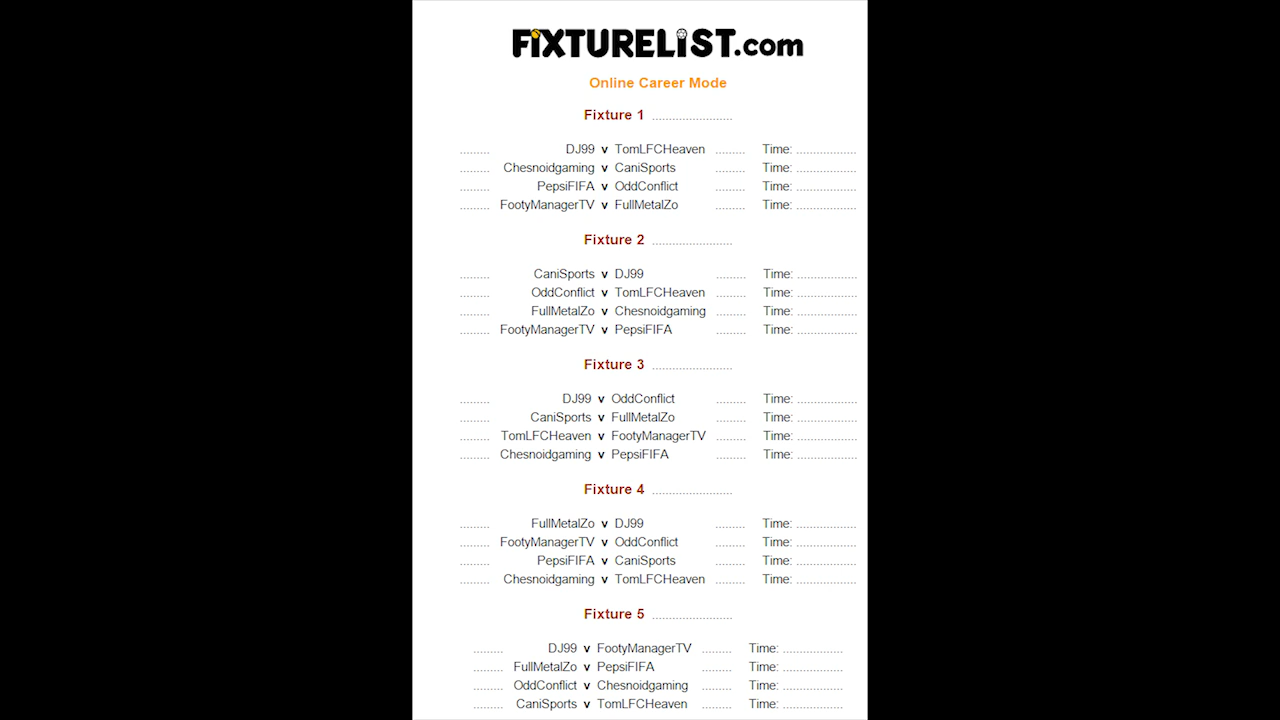 FiXTURELiST.com
Online Career Mode
Fixture 1 ........................
......... DJ99 v TomLFCHeaven ......... Time: ..................
......... Chesnoidgaming v CaniSports ......... Time: ..................
......... PepsiFIFA v OddConflict ......... Time: ..................
......... FootyManagerTV v FullMetalZo ......... Time: ..................
Fixture 2 ........................
......... CaniSports v DJ99 ......... Time: ..................
......... OddConflict v TomLFCHeaven ......... Time: ..................
......... FullMetalZo v Chesnoidgaming ......... Time: ..................
......... FootyManagerTV v PepsiFIFA ......... Time: ..................
Fixture 3 ........................
......... DJ99 v OddConflict ......... Time: ..................
......... CaniSports v FullMetalZo ......... Time: ..................
......... TomLFCHeaven v FootyManagerTV ......... Time: ..................
......... Chesnoidgaming v PepsiFIFA ......... Time: ..................
Fixture 4 ........................
......... FullMetalZo v DJ99 ......... Time: ..................
......... FootyManagerTV v OddConflict ......... Time: ..................
......... PepsiFIFA v CaniSports ......... Time: ..................
......... Chesnoidgaming v TomLFCHeaven ......... Time: ..................
Fixture 5 ........................
......... DJ99 v FootyManagerTV ......... Time: ..................
......... FullMetalZo v PepsiFIFA ......... Time: ..................
......... OddConflict v Chesnoidgaming ......... Time: ..................
......... CaniSports v TomLFCHeaven ......... Time: ..................